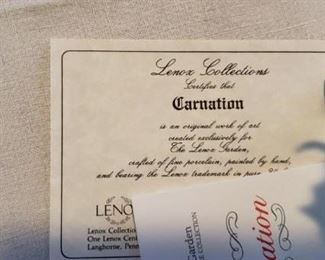 Lenox Collections
Certifies that
Carnation
is an original work of art
created exclusively for
The Lenox Garden,
crafted of fine porcelain, painted by hand,
and bearing the Lenox trademark in pure
LENO
Lenox Collectio
One Lenox Cent
Langhorne, Penn
Garden
E COLLECTION
nation